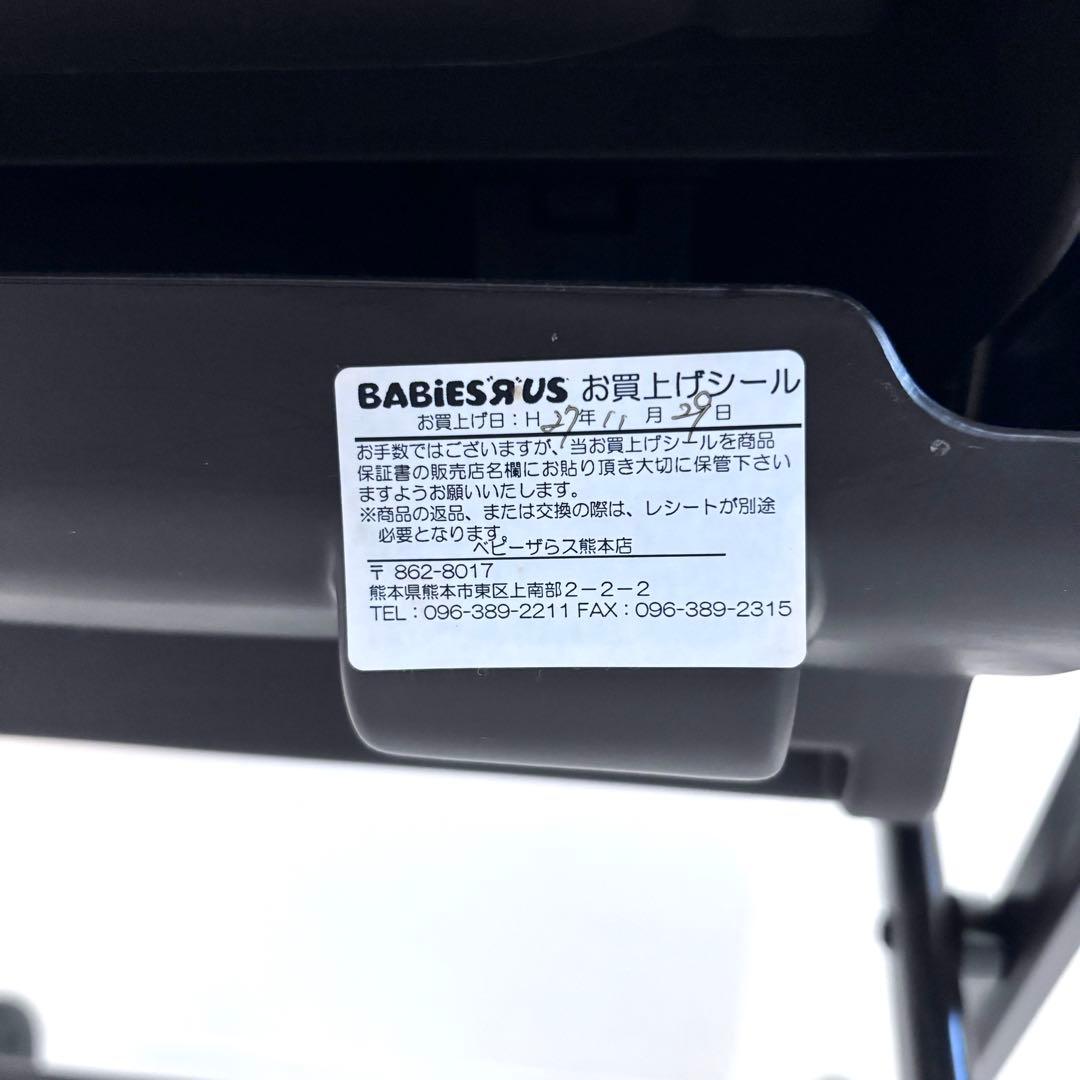 BABIES"R"US お買上げシール
お買上げ日：H 27年 11 月 29日
お手数ではございますが、当お買上げシールを商品
保証書の販売店名欄にお貼り頂き大切に保管下さい
ますようお願いいたします。
※商品の返品、または交換の際は、レシートが別途
必要となります。
ベビーザらス熊本店
〒 862-8017
熊本県熊本市東区上南部２－２－２
TEL：096-389-2211 FAX：096-389-2315